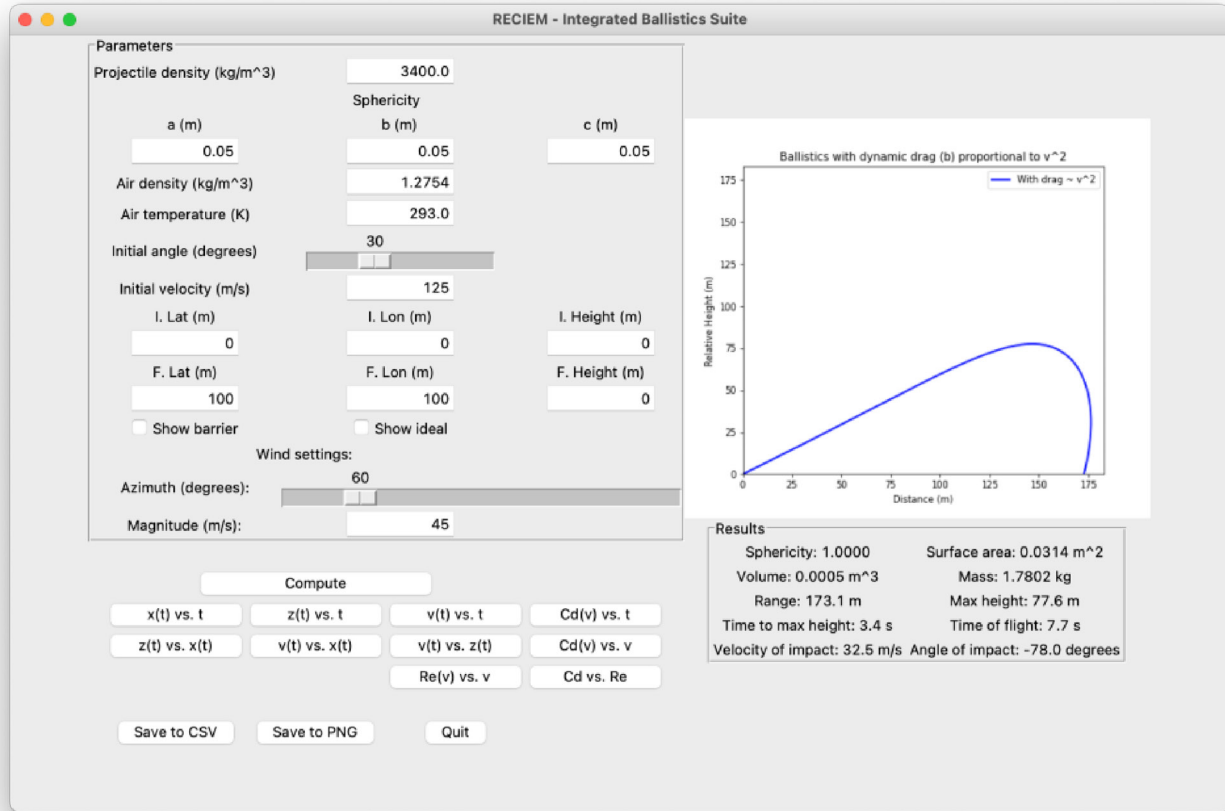 RECIEM - Integrated Ballistics Suite
Parameters
Projectile density (kg/m^3) 3400.0
Sphericity
a (m) b (m) c (m)
0.05 0.05 0.05
Air density (kg/m^3) 1.2754
Air temperature (K) 293.0
30
Initial angle (degrees)
Initial velocity (m/s) 125
I. Lat (m) I. Lon (m) I. Height (m)
0 0 0
F. Lat (m) F. Lon (m) F. Height (m)
100 100 0
Show barrier Show ideal
Wind settings:
60
Azimuth (degrees):
Magnitude (m/s): 45
Compute
x(t) vs. t z(t) vs. t v(t) vs. t Cd(v) vs. t
z(t) vs. x(t) v(t) vs. x(t) v(t) vs. z(t) Cd(v) vs. v
Re(v) vs. v Cd vs. Re
Save to CSV Save to PNG Quit
Ballistics with dynamic drag (b) proportional to v^2
With drag ~ v^2
175
150
125
100
75
50
25
0
Relative Height (m)
0 25 50 75 100 125 150 175
Distance (m)
Results
Sphericity: 1.0000 Surface area: 0.0314 m^2
Volume: 0.0005 m^3 Mass: 1.7802 kg
Range: 173.1 m Max height: 77.6 m
Time to max height: 3.4 s Time of flight: 7.7 s
Velocity of impact: 32.5 m/s Angle of impact: -78.0 degrees